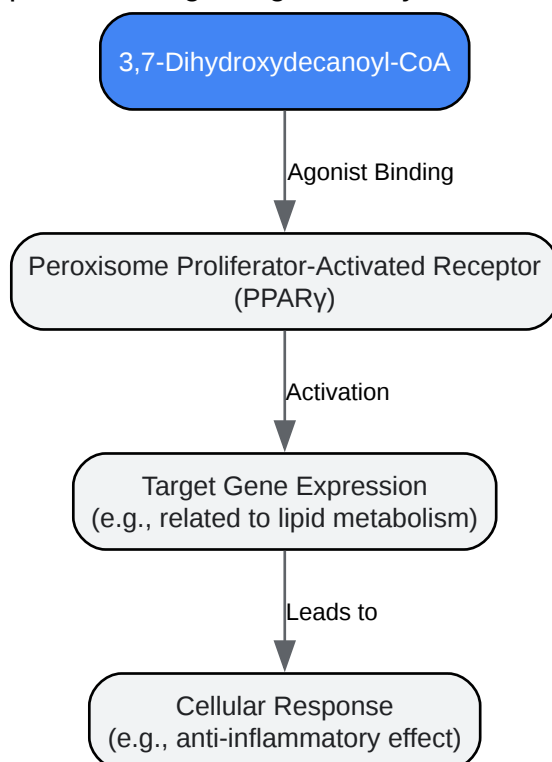 3,7-Dihydroxydecanoyl-CoA
Agonist Binding
Peroxisome Proliferator-Activated Receptor
(PPARγ)
Activation
Target Gene Expression
(e.g., related to lipid metabolism)
Leads to
Cellular Response
(e.g., anti-inflammatory effect)